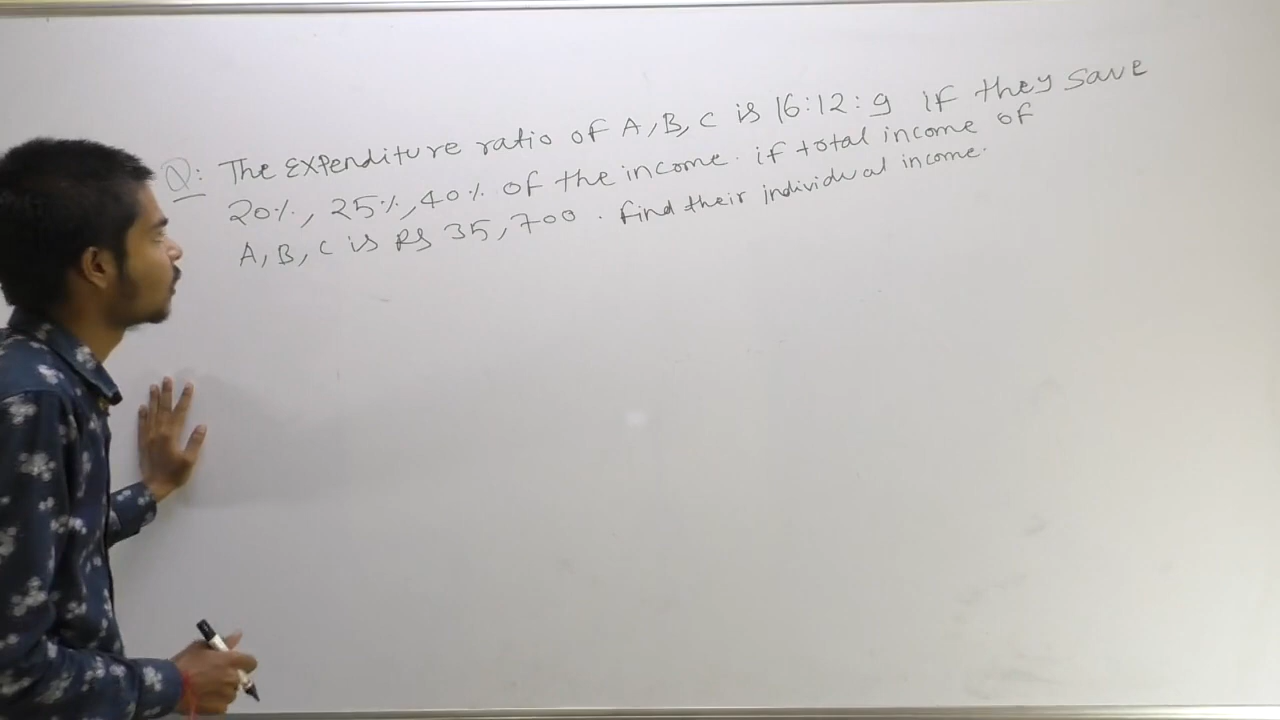 Q: The Expenditure ratio of A, B, C is 16:12:9 if they save
20%, 25%, 40% of the income. if total income of
A, B, C is Rs 35,700. find their individual income.